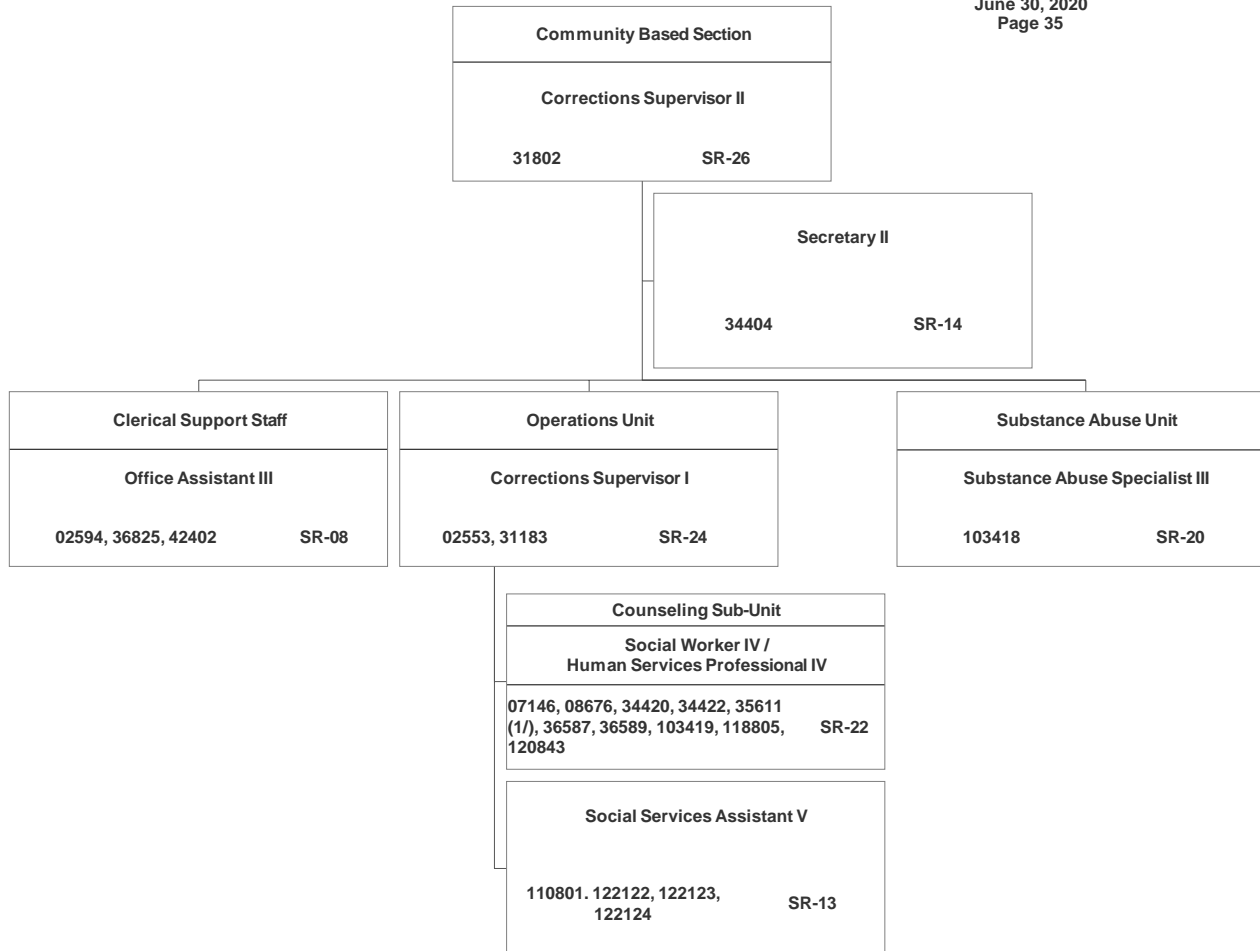 June 30, 2020
Page 35
Community Based Section
Corrections Supervisor II
31802 SR-26
Secretary II
34404 SR-14
Clerical Support Staff
Office Assistant III
02594, 36825, 42402 SR-08
Operations Unit
Corrections Supervisor I
02553, 31183 SR-24
Substance Abuse Unit
Substance Abuse Specialist III
103418 SR-20
Counseling Sub-Unit
Social Worker IV /
Human Services Professional IV
07146, 08676, 34420, 34422, 35611
(1/), 36587, 36589, 103419, 118805, SR-22
120843
Social Services Assistant V
110801. 122122, 122123,
122124 SR-13